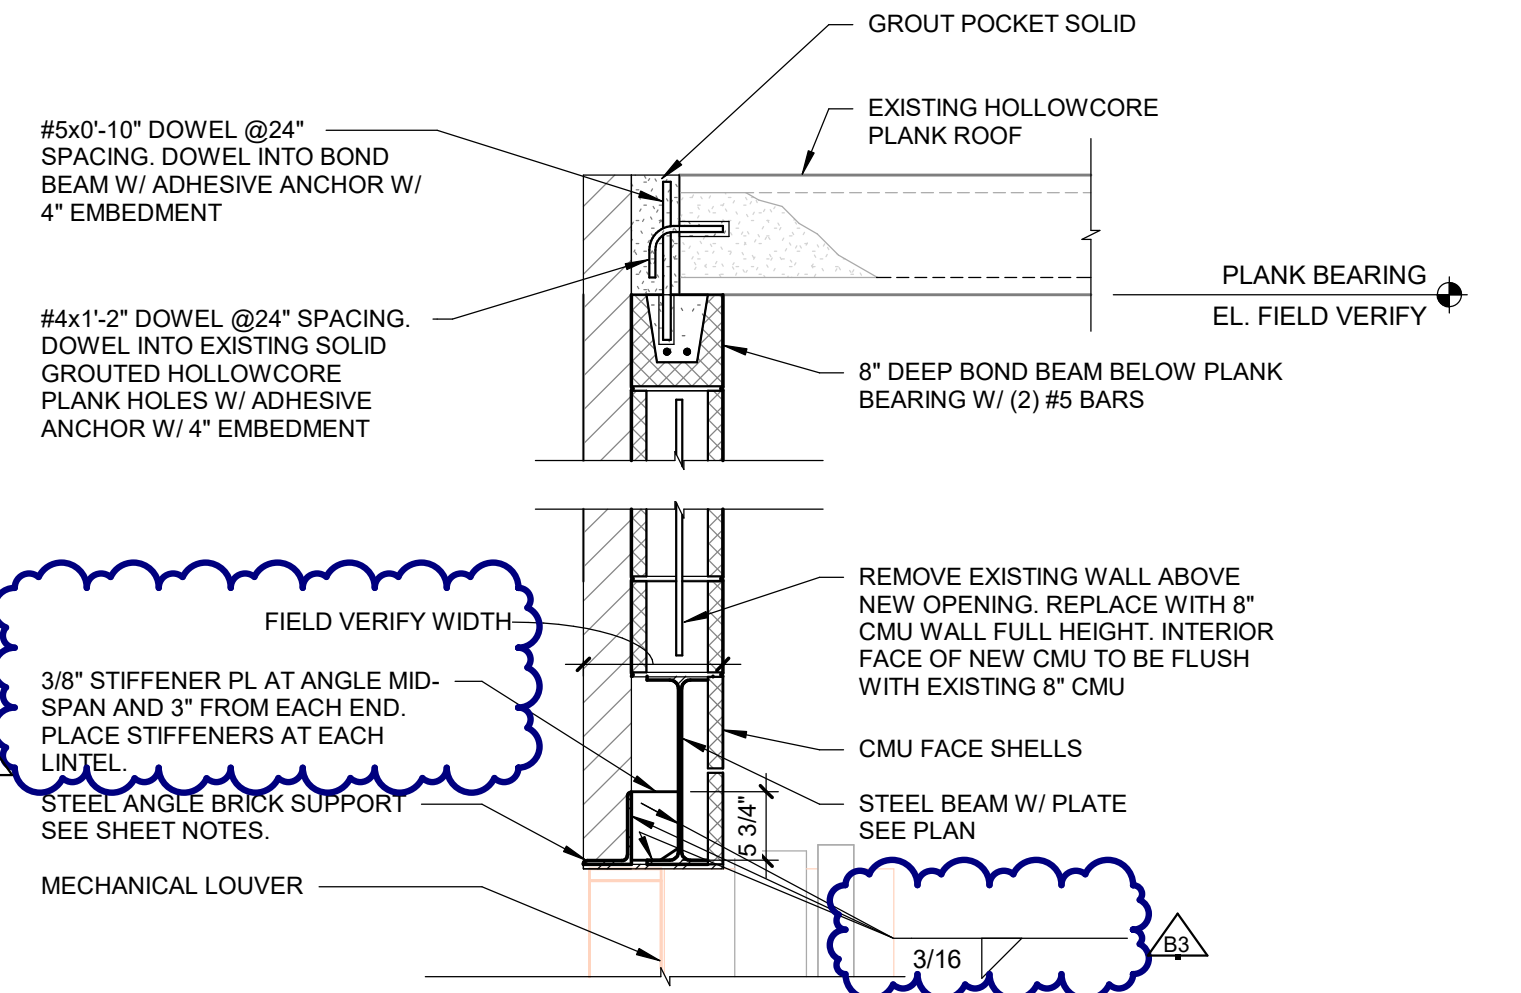 GROUT POCKET SOLID
EXISTING HOLLOWCORE
PLANK ROOF
#5x0'-10" DOWEL @24"
SPACING. DOWEL INTO BOND
BEAM W/ ADHESIVE ANCHOR W/
4" EMBEDMENT
PLANK BEARING
EL. FIELD VERIFY
#4x1'-2" DOWEL @24" SPACING.
DOWEL INTO EXISTING SOLID
GROUTED HOLLOWCORE
PLANK HOLES W/ ADHESIVE
ANCHOR W/ 4" EMBEDMENT
8" DEEP BOND BEAM BELOW PLANK
BEARING W/ (2) #5 BARS
REMOVE EXISTING WALL ABOVE
NEW OPENING. REPLACE WITH 8"
CMU WALL FULL HEIGHT. INTERIOR
FACE OF NEW CMU TO BE FLUSH
WITH EXISTING 8" CMU
FIELD VERIFY WIDTH
3/8" STIFFENER PL AT ANGLE MID-
SPAN AND 3" FROM EACH END.
PLACE STIFFENERS AT EACH
LINTEL.
CMU FACE SHELLS
STEEL ANGLE BRICK SUPPORT
SEE SHEET NOTES.
5 3/4"
STEEL BEAM W/ PLATE
SEE PLAN
MECHANICAL LOUVER
3/16
B3